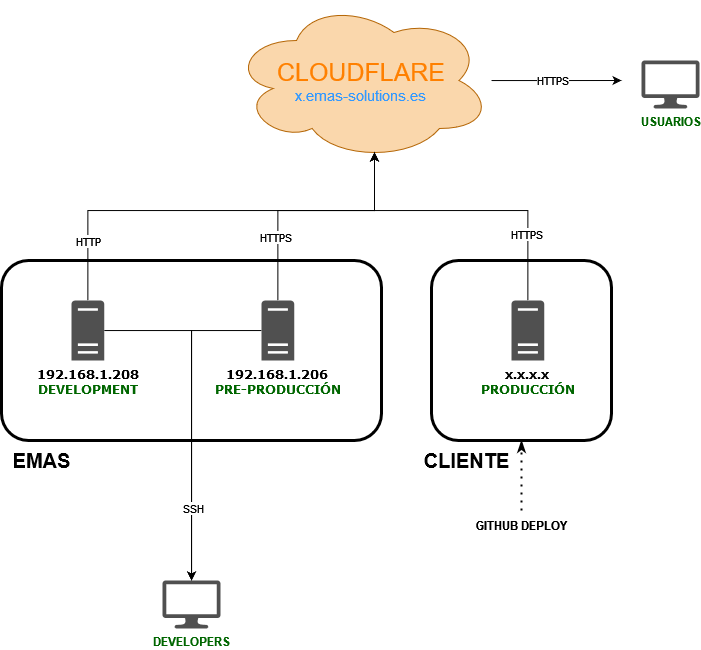 CLOUDFLARE
x.emas-solutions.es
HTTPS
USUARIOS
HTTP
HTTPS
HTTPS
192.168.1.208
DEVELOPMENT
192.168.1.206
PRE-PRODUCCIÓN
x.x.x.x
PRODUCCIÓN
EMAS
CLIENTE
SSH
GITHUB DEPLOY
DEVELOPERS